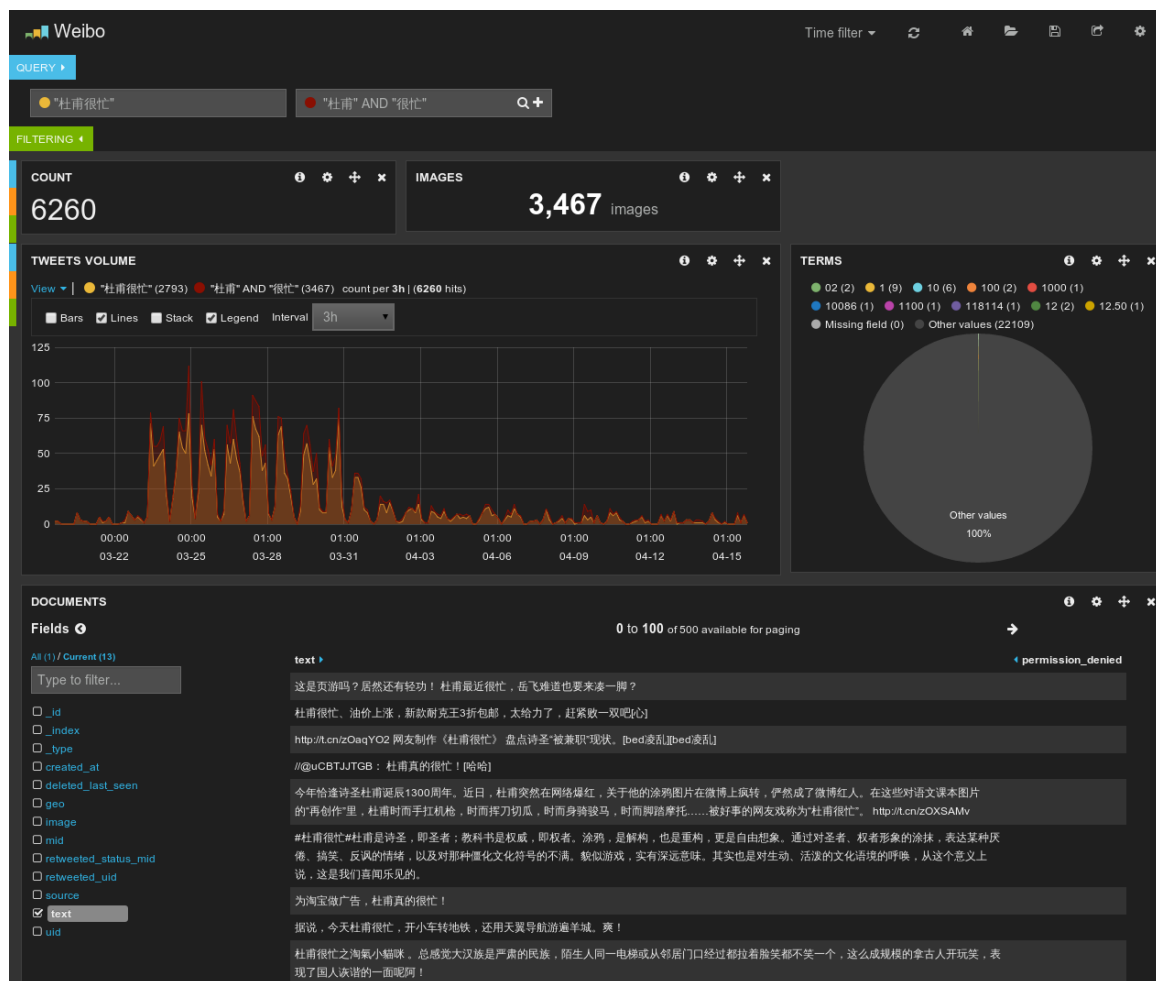 Weibo
Time filter
QUERY
"杜甫很忙"
"杜甫" AND "很忙"
FILTERING
COUNT
6260
IMAGES
3,467 images
TWEETS VOLUME
View | "杜甫很忙" (2793) "杜甫" AND "很忙" (3467) count per 3h | (6260 hits)
Bars Lines Stack Legend Interval 3h
125
100
75
50
25
0
00:00 00:00 01:00 01:00 01:00 01:00 01:00 01:00 01:00
03-22 03-25 03-28 03-31 04-03 04-06 04-09 04-12 04-15
TERMS
02 (2) 1 (9) 10 (6) 100 (2) 1000 (1)
10086 (1) 1100 (1) 118114 (1) 12 (2) 12.50 (1)
Missing field (0) Other values (22109)
Other values
100%
DOCUMENTS
Fields
0 to 100 of 500 available for paging
All (1) / Current (13)
Type to filter...
_id
_index
_type
created_at
deleted_last_seen
geo
image
mid
retweeted_status_mid
retweeted_uid
source
text
uid
text
permission_denied
这是页游吗？居然还有轻功！ 杜甫最近很忙，岳飞难道也要来凑一脚？
杜甫很忙、油价上涨，新款耐克王3折包邮，太给力了，赶紧败一双吧[心]
http://t.cn/zOaqYO2 网友制作《杜甫很忙》 盘点诗圣“被兼职”现状。[bed凌乱][bed凌乱]
//@uCBTJJTGB： 杜甫真的很忙！[哈哈]
今年恰逢诗圣杜甫诞辰1300周年。近日，杜甫突然在网络爆红，关于他的涂鸦图片在微博上疯转，俨然成了微博红人。在这些对语文课本图片
的“再创作”里，杜甫时而手扛机枪，时而挥刀切瓜，时而身骑骏马，时而脚踏摩托……被好事的网友戏称为“杜甫很忙”。 http://t.cn/zOXSAMv
#杜甫很忙#杜甫是诗圣，即圣者；教科书是权威，即权者。涂鸦，是解构，也是重构，更是自由想象。通过对圣者、权者形象的涂抹，表达某种厌
倦、搞笑、反讽的情绪，以及对那种僵化文化符号的不满。貌似游戏，实有深远意味。其实也是对生动、活泼的文化语境的呼唤，从这个意义上
说，这是我们喜闻乐见的。
为淘宝做广告，杜甫真的很忙！
据说，今天杜甫很忙，开小车转地铁，还用天翼导航游遍羊城。爽！
杜甫很忙之淘氣小貓咪 。总感觉大汉族是严肃的民族，陌生人同一电梯或从邻居门口经过都拉着脸笑都不笑一个，这么成规模的拿古人开玩笑，表
现了国人诙谐的一面呢阿！